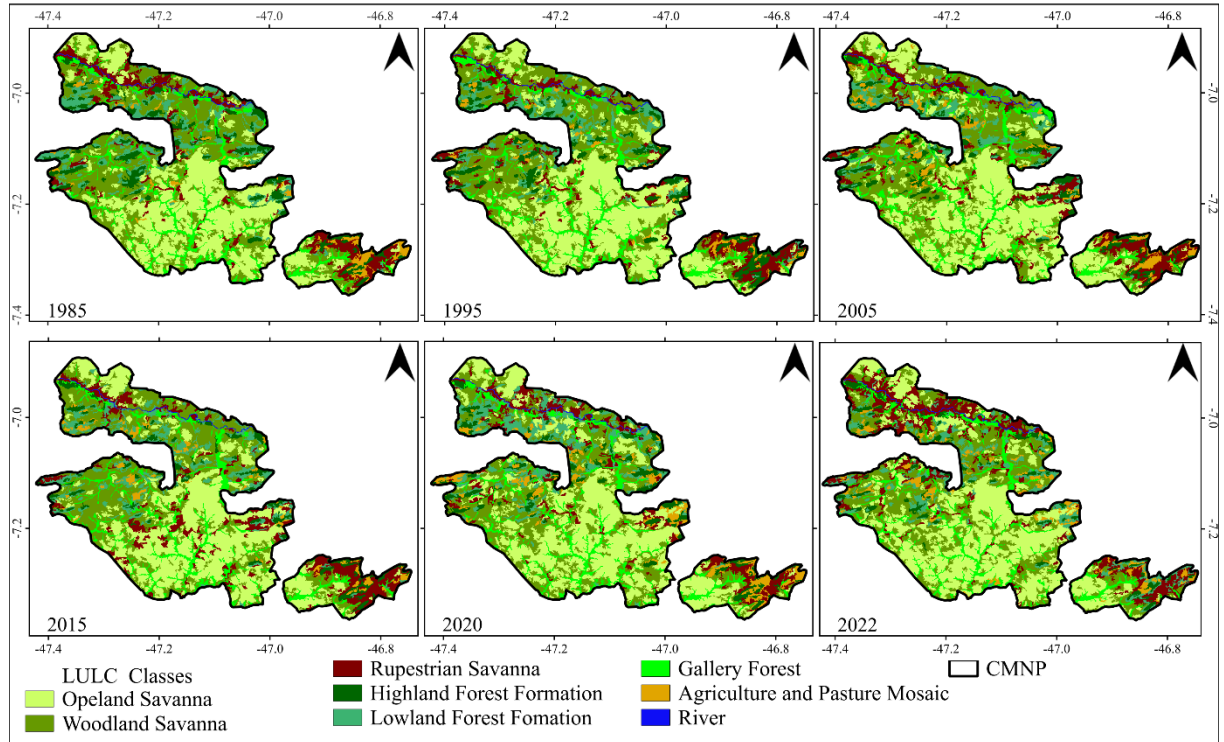 -47.4 -47.2 -47.0 -46.8 -47.4 -47.2 -47.0 -46.8 -47.4 -47.2 -47.0 -46.8
-7.0 -7.0
-7.2 -7.2
-7.4 -7.4
1985 1995 2005
-7.0 -7.0
-7.2 -7.2
2015 2020 2022
-47.4 -47.2 -47.0 -46.8 -47.4 -47.2 -47.0 -46.8 -47.4 -47.2 -47.0 -46.8
LULC Classes
Opeland Savanna
Woodland Savanna
Rupestrian Savanna
Highland Forest Formation
Lowland Forest Fomation
Gallery Forest
Agriculture and Pasture Mosaic
River
CMNP